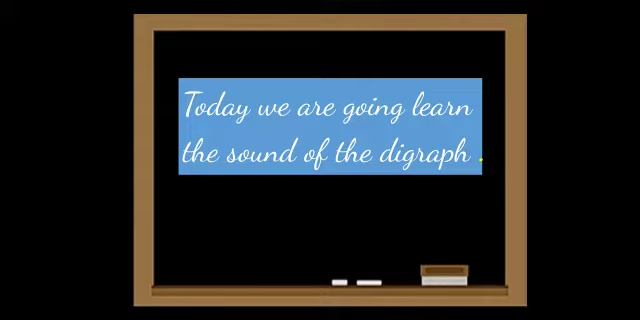 Today we are going learn
the sound of the digraph .